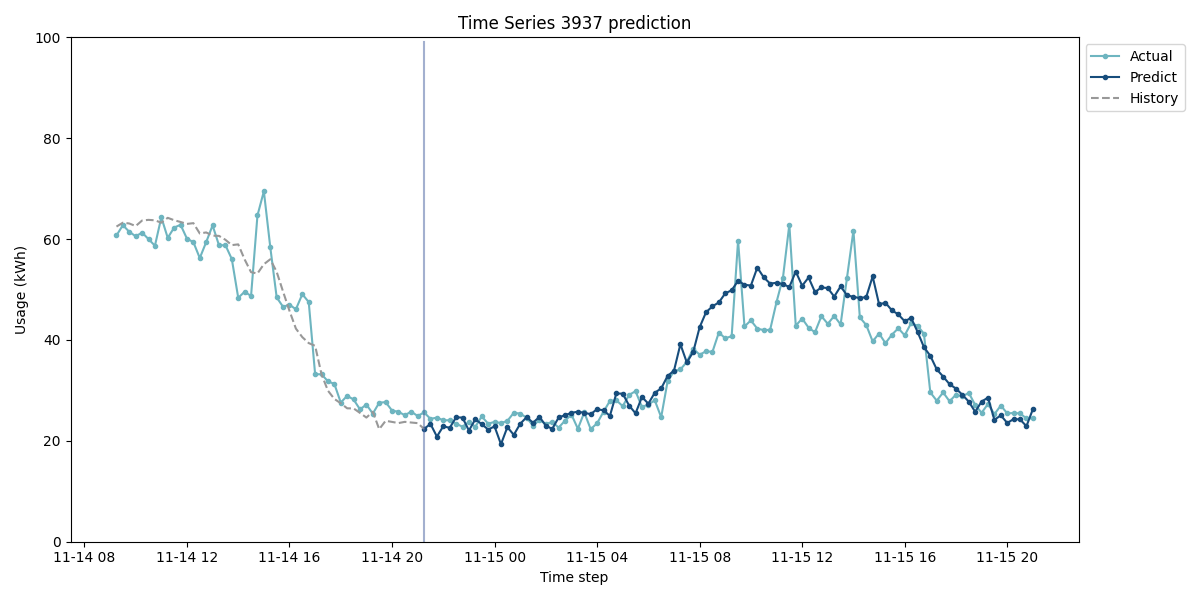 Time Series 3937 prediction
100
80
60
40
20
0
Usage (kWh)
11-14 08
11-14 12
11-14 16
11-14 20
11-15 00
11-15 04
11-15 08
11-15 12
11-15 16
11-15 20
Time step
Actual
Predict
History